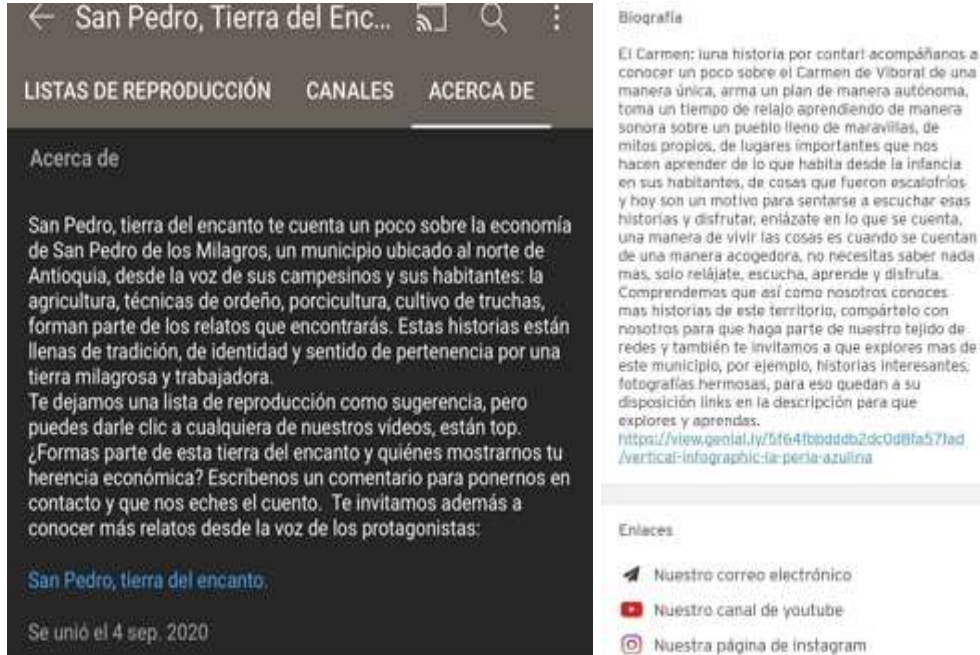 San Pedro, Tierra del Enc...
LISTAS DE REPRODUCCIÓN CANALES ACERCA DE
Acerca de
San Pedro, tierra del encanto te cuenta un poco sobre la economía
de San Pedro de los Milagros, un municipio ubicado al norte de
Antioquia, desde la voz de sus campesinos y sus habitantes: la
agricultura, técnicas de ordeño, porcicultura, cultivo de truchas,
forman parte de los relatos que encontrarás. Estas historias están
llenas de tradición, de identidad y sentido de pertenencia por una
tierra milagrosa y trabajadora.
Te dejamos una lista de reproducción como sugerencia, pero
puedes darle clic a cualquiera de nuestros vídeos, están top.
¿Formas parte de esta tierra del encanto y quiénes mostrarnos tu
herencia económica? Escríbenos un comentario para ponernos en
contacto y que nos eches el cuento. Te invitamos además a
conocer más relatos desde la voz de los protagonistas:
San Pedro, tierra del encanto.
Se unió el 4 sep. 2020
Biografía
El Carmen: ¡una historia por contar! acompáñanos a
conocer un poco sobre el Carmen de Viboral de una
manera única, arma un plan de manera autónoma,
toma un tiempo de relajo aprendiendo de manera
sonora sobre un pueblo lleno de maravillas, de
mitos propios, de lugares importantes que nos
hacen aprender de lo que habita desde la infancia
en sus habitantes, de cosas que fueron escalofríos
y hoy son un motivo para sentarse a escuchar esas
historias y disfrutar, enlázate en lo que se cuenta,
una manera de vivir las cosas es cuando se cuentan
de una manera acogedora, no necesitas saber nada
mas, solo relájate, escucha, aprende y disfruta.
Comprendemos que así como nosotros conoces
mas historias de este territorio, compártelo con
nosotros para que haga parte de nuestro tejido de
redes y también te invitamos a que explores mas de
este municipio, por ejemplo, historias interesantes,
fotografías hermosas, para eso quedan a su
disposición links en la descripción para que
explores y aprendas.
/vertical-infographic-la-perla-azulina
Enlaces
Nuestro correo electrónico
Nuestro canal de youtube
Nuestra página de instagram